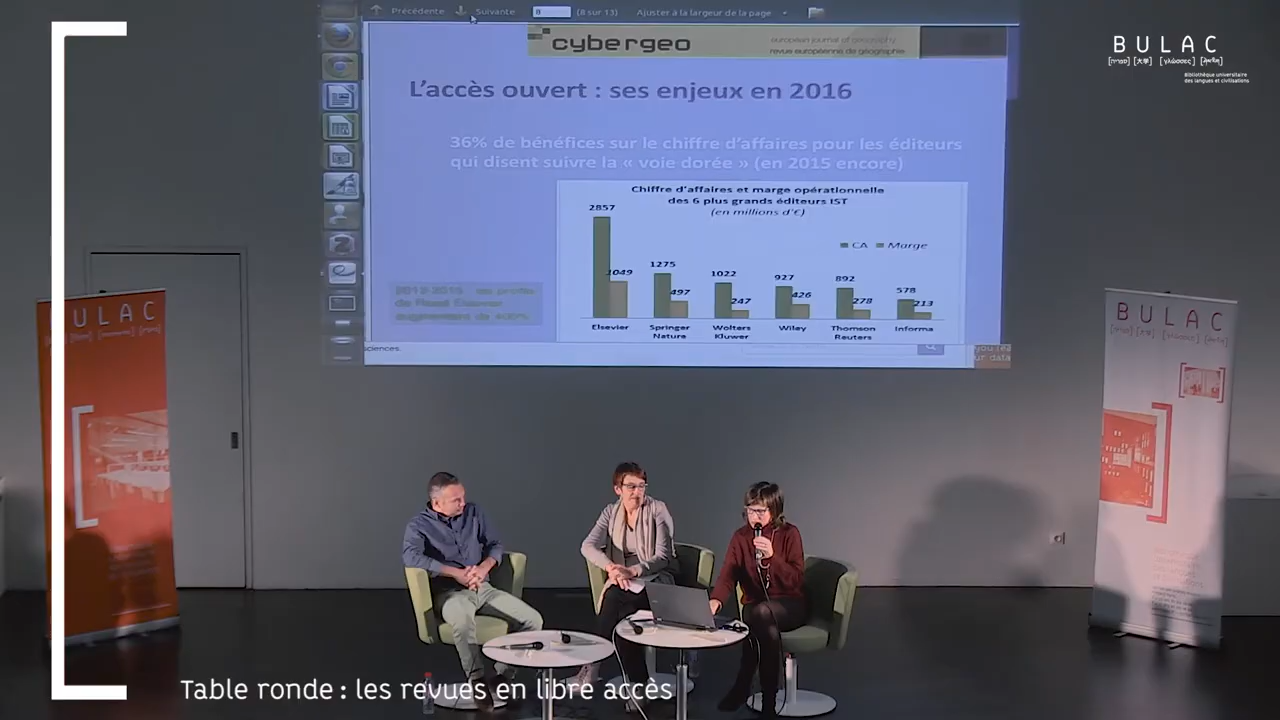 Précédente Suivante 8 (8 sur 13) Ajuster à la largeur de la page
cybergeo
european journal of geography
revue européenne de géographie
BULAC
Bibliothèque universitaire
des langues et civilisations
L'accès ouvert : ses enjeux en 2016
36% de bénéfices sur le chiffre d'affaires pour les éditeurs
qui disent suivre la « voie dorée » (en 2015 encore)
Chiffre d'affaires et marge opérationnelle
des 6 plus grands éditeurs IST
(en millions d'€)
CA Marge
2857 1049
1275 497
1022 247
927 426
892 278
578 213
Elsevier
Springer
Nature
Wolters
Kluwer
Wiley
Thomson
Reuters
Informa
sciences.
ULAC
BULAC
Table ronde : les revues en libre accès